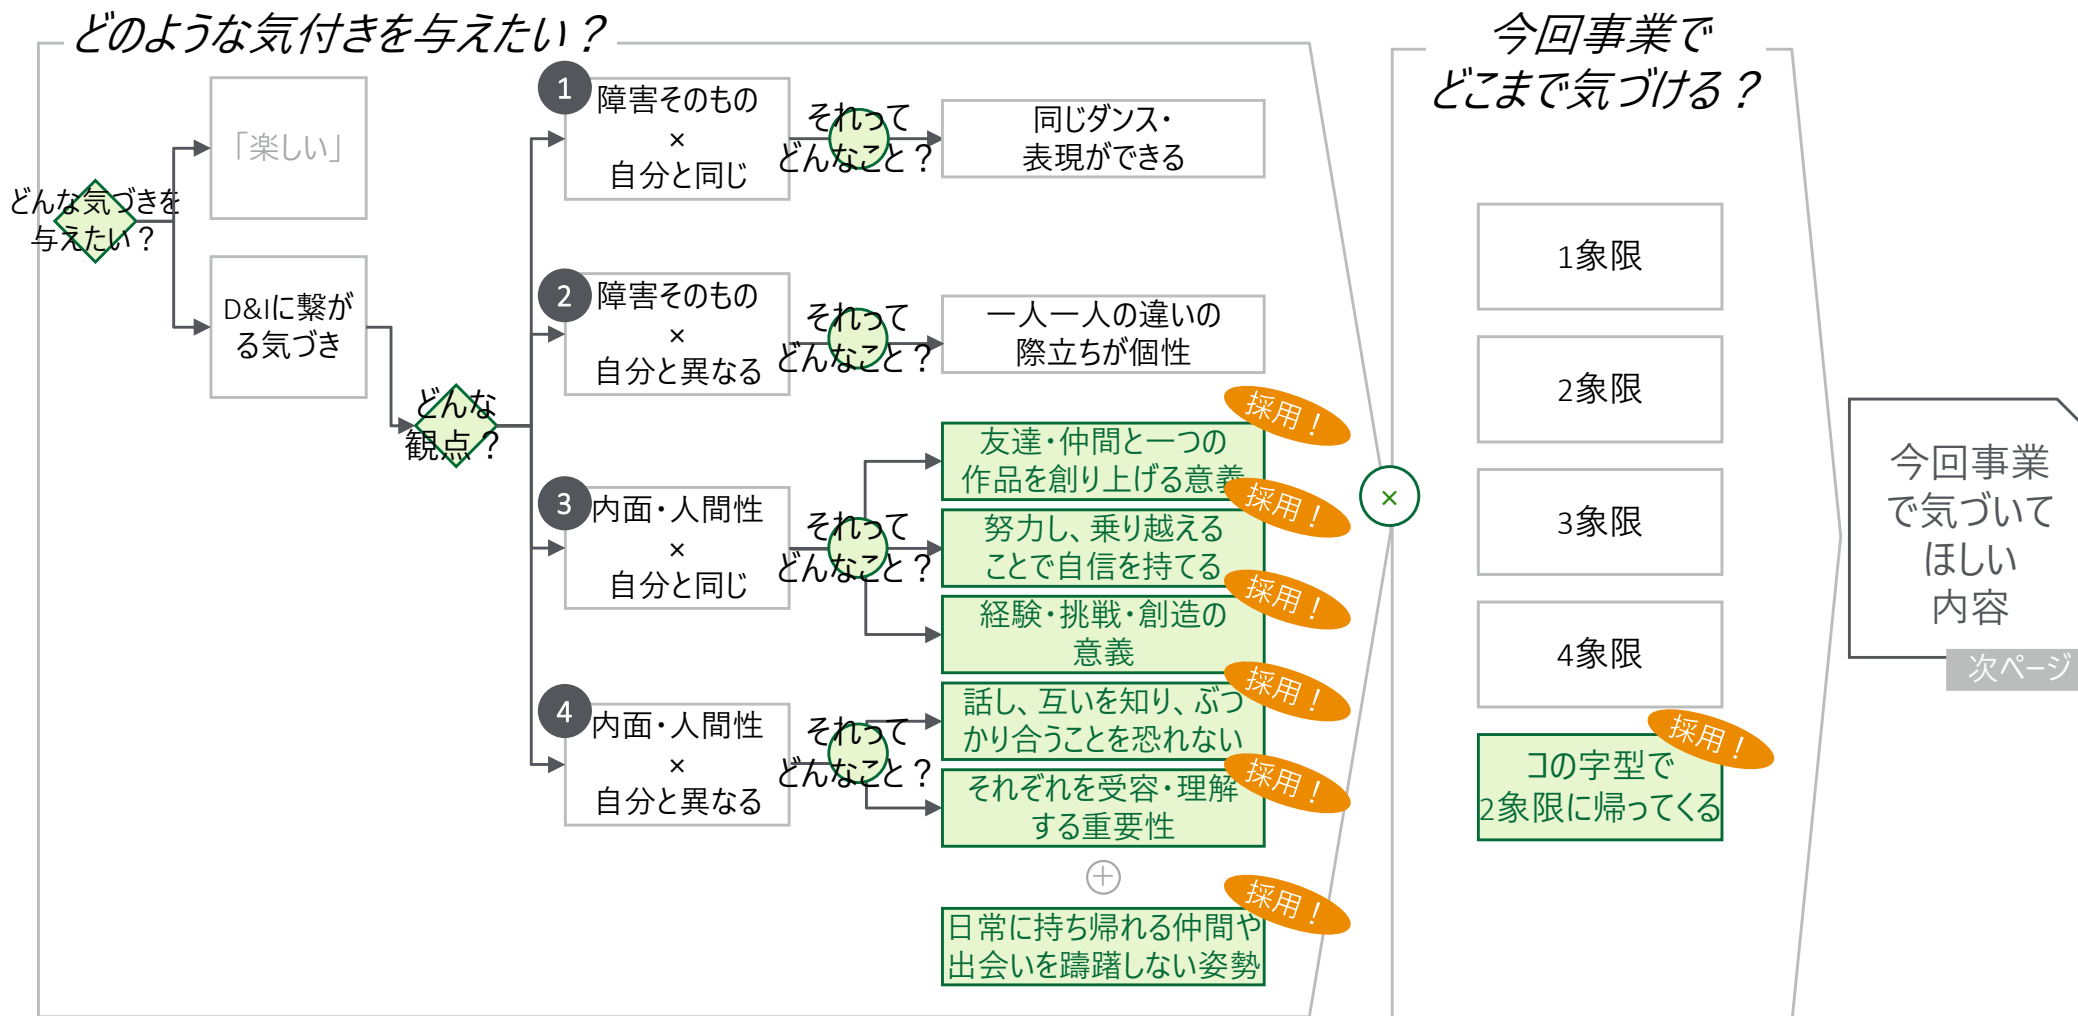 どのような気付きを与えたい？
どんな気づきを
与えたい？
「楽しい」
D&Iに繋が
る気づき
どんな
観点？
1
障害そのもの
×
自分と同じ
それって
どんなこと？
同じダンス・
表現ができる
2
障害そのもの
×
自分と異なる
それって
どんなこと？
一人一人の違いの
際立ちが個性
3
内面・人間性
×
自分と同じ
それって
どんなこと？
採用！
友達・仲間と一つの
作品を創り上げる意義
採用！
努力し、乗り越える
ことで自信を持てる
採用！
経験・挑戦・創造の
意義
4
内面・人間性
×
自分と異なる
それって
どんなこと？
採用！
話し、互いを知り、ぶつ
かり合うことを恐れない
採用！
それぞれを受容・理解
する重要性
採用！
日常に持ち帰れる仲間や
出会いを躊躇しない姿勢
×
今回事業で
どこまで気づける？
1象限
2象限
3象限
4象限
採用！
コの字型で
2象限に帰ってくる
今回事業
で気づいて
ほしい
内容
次ページ